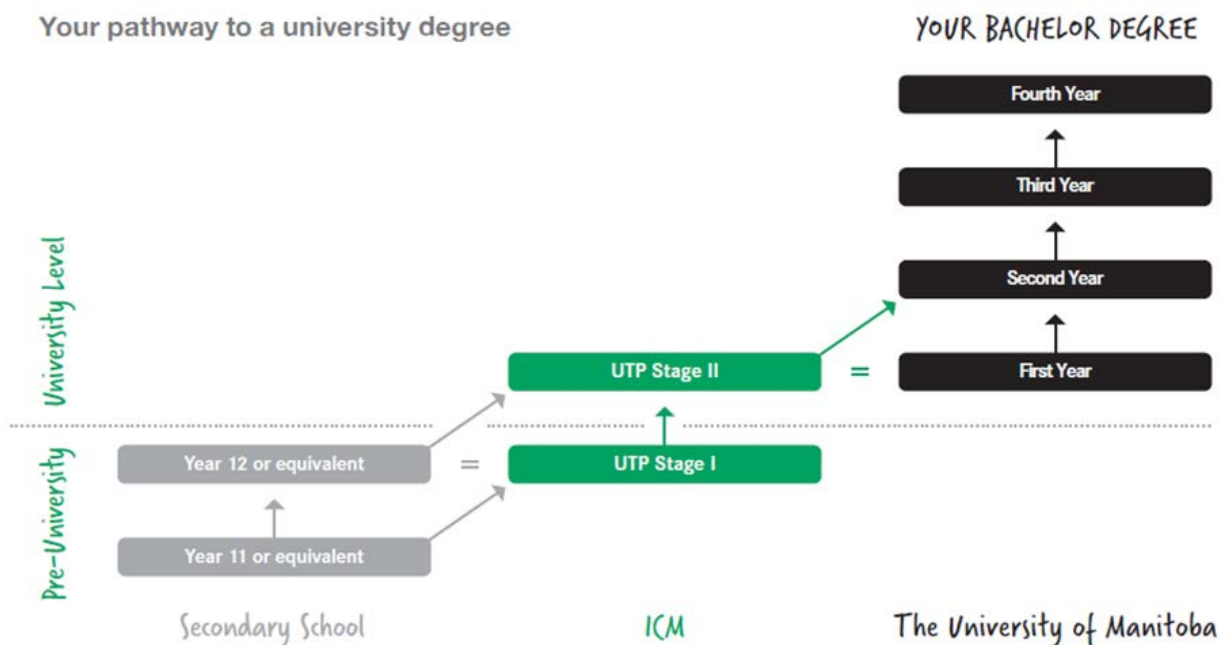 Your pathway to a university degree
YOUR BACHELOR DEGREE
Fourth Year
Third Year
Second Year
University Level
UTP Stage II
=
First Year
Pre-University
Year 12 or equivalent
=
UTP Stage I
Year 11 or equivalent
Secondary School
ICM
The University of Manitoba